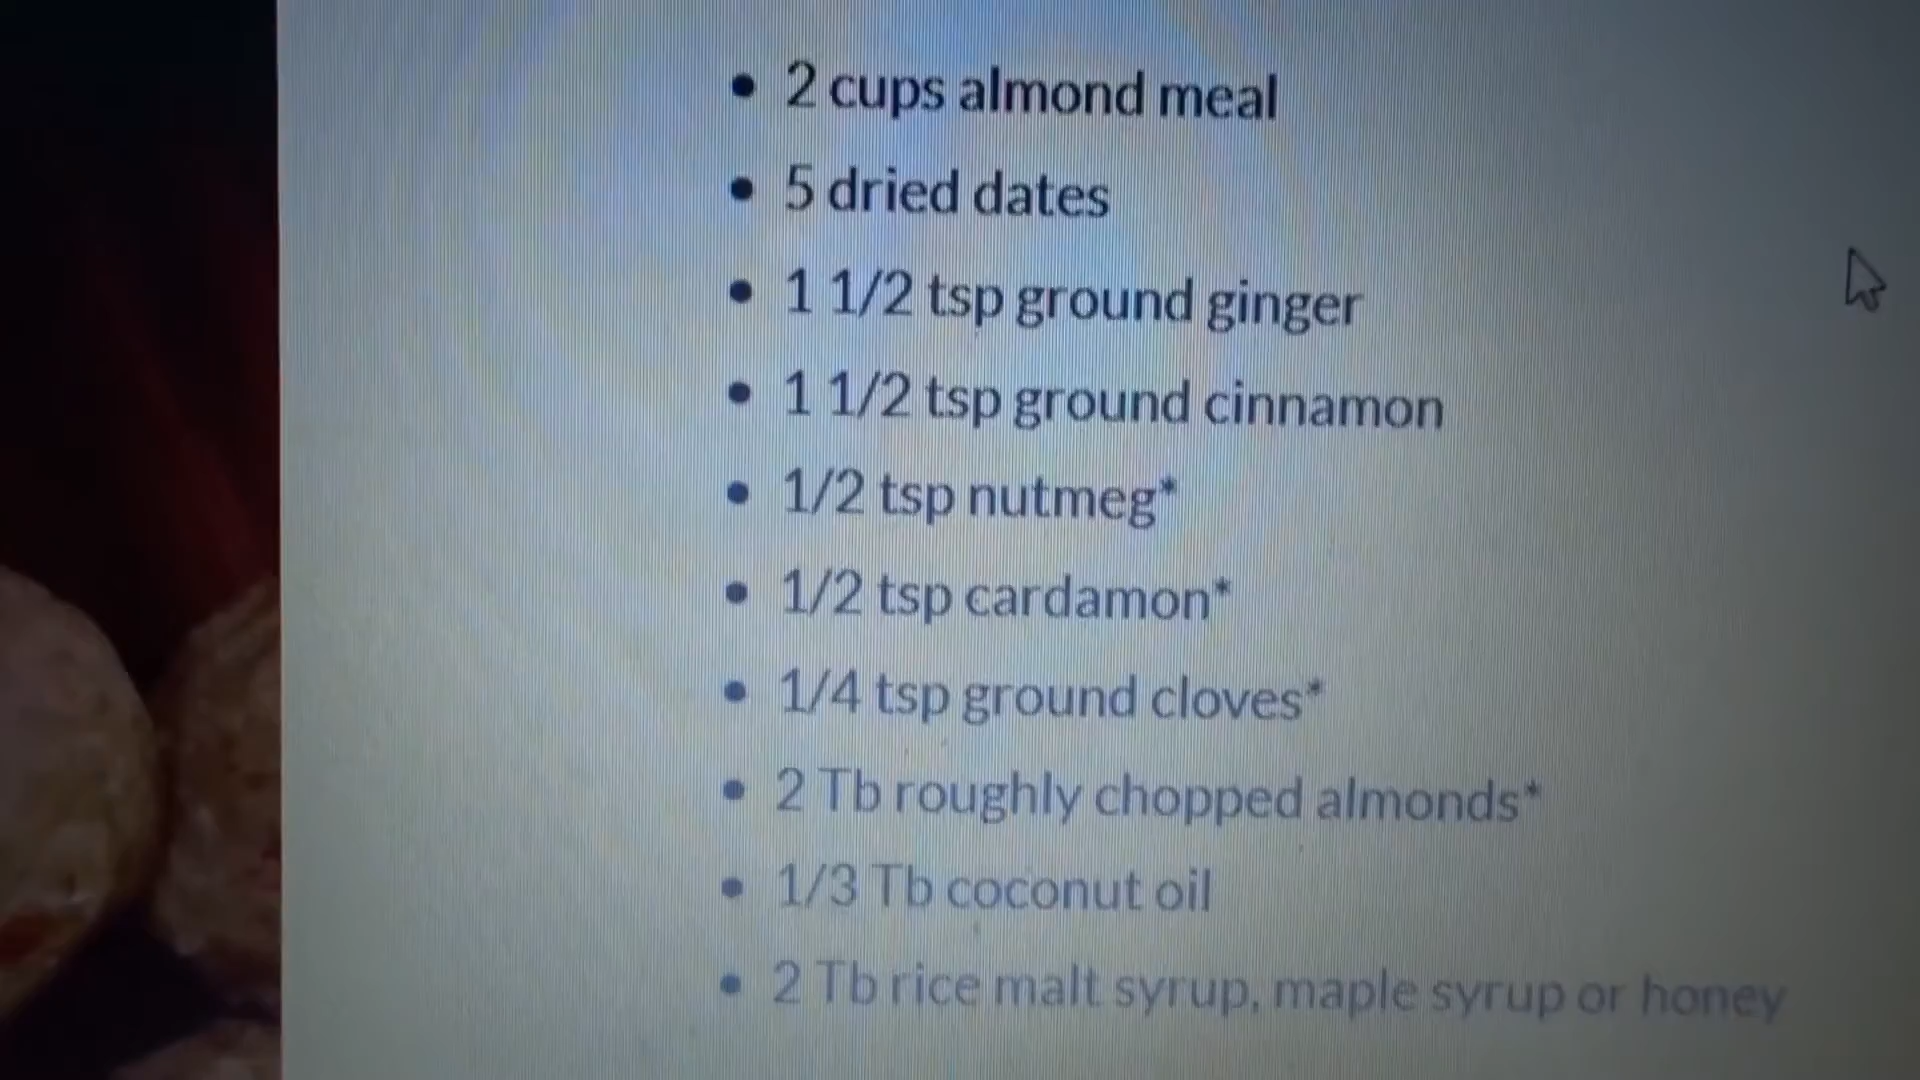 • 2 cups almond meal
• 5 dried dates
• 1 1/2 tsp ground ginger
• 1 1/2 tsp ground cinnamon
• 1/2 tsp nutmeg*
• 1/2 tsp cardamon*
• 1/4 tsp ground cloves*
• 2 Tb roughly chopped almonds*
• 1/3 Tb coconut oil
• 2 Tb rice malt syrup, maple syrup or honey